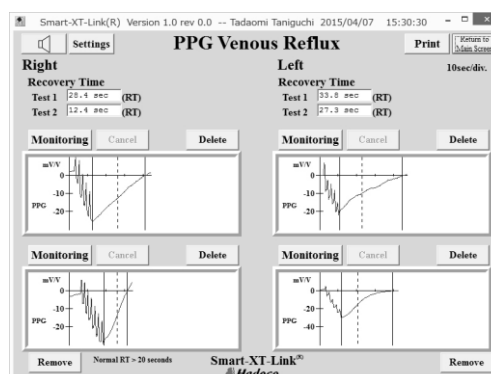 Smart-XT-Link(R) Version 1.0 rev 0.0 -- Tadaomi Taniguchi 2015/04/07 15:30:30
Settings
PPG Venous Reflux
Print
Return to
Main Screen
Right
Left
10sec/div.
Recovery Time
Test 1 28.4 sec (RT)
Test 2 12.4 sec (RT)
Recovery Time
Test 1 33.8 sec (RT)
Test 2 27.3 sec (RT)
Monitoring Cancel Delete
Monitoring Cancel Delete
mV/V
0
-10
PPG
-20
mV/V
0
-10
PPG
-20
Monitoring Cancel Delete
Monitoring Cancel Delete
mV/V
0
-10
PPG
-20
mV/V
0
-20
PPG
-40
Remove
Normal RT > 20 seconds
Smart-XT-Link(R)
Hadeco
Remove